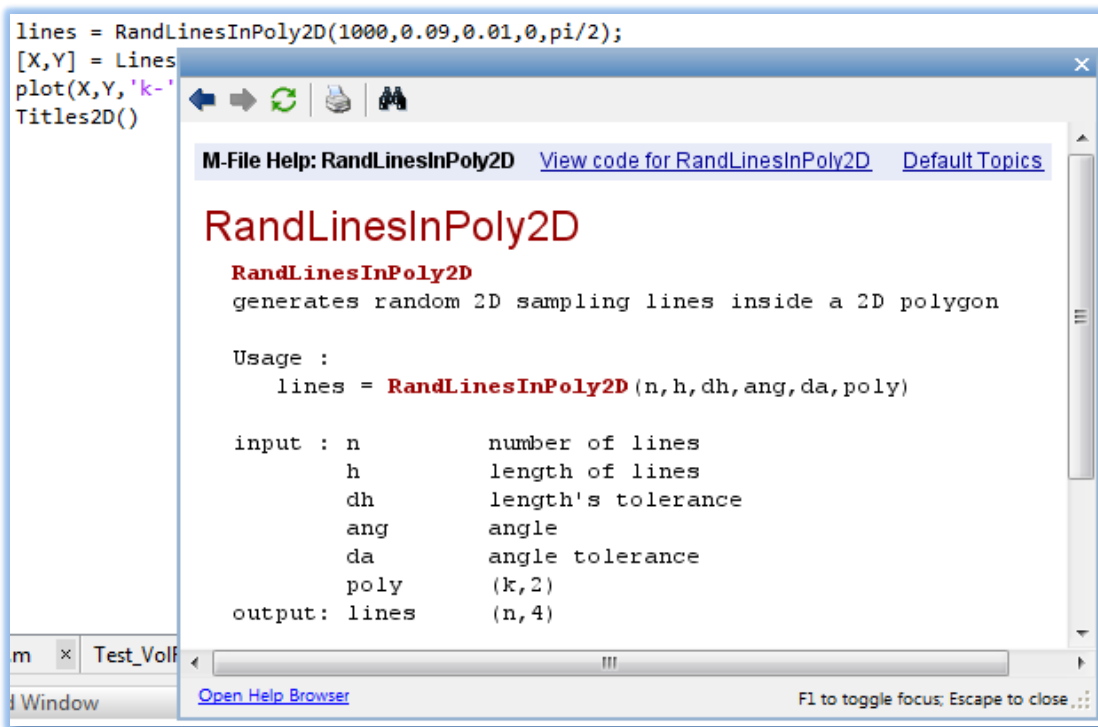 lines = RandLinesInPoly2D(1000,0.09,0.01,0,pi/2);
[X,Y] = Lines
plot(X,Y,'k-'
Titles2D()
M-File Help: RandLinesInPoly2D View code for RandLinesInPoly2D Default Topics
RandLinesInPoly2D
RandLinesInPoly2D
generates random 2D sampling lines inside a 2D polygon
Usage :
lines = RandLinesInPoly2D(n,h,dh,ang,da,poly)
input : n number of lines
h length of lines
dh length's tolerance
ang angle
da angle tolerance
poly (k,2)
output: lines (n,4)
.m × Test_Vol
d Window
Open Help Browser F1 to toggle focus; Escape to close